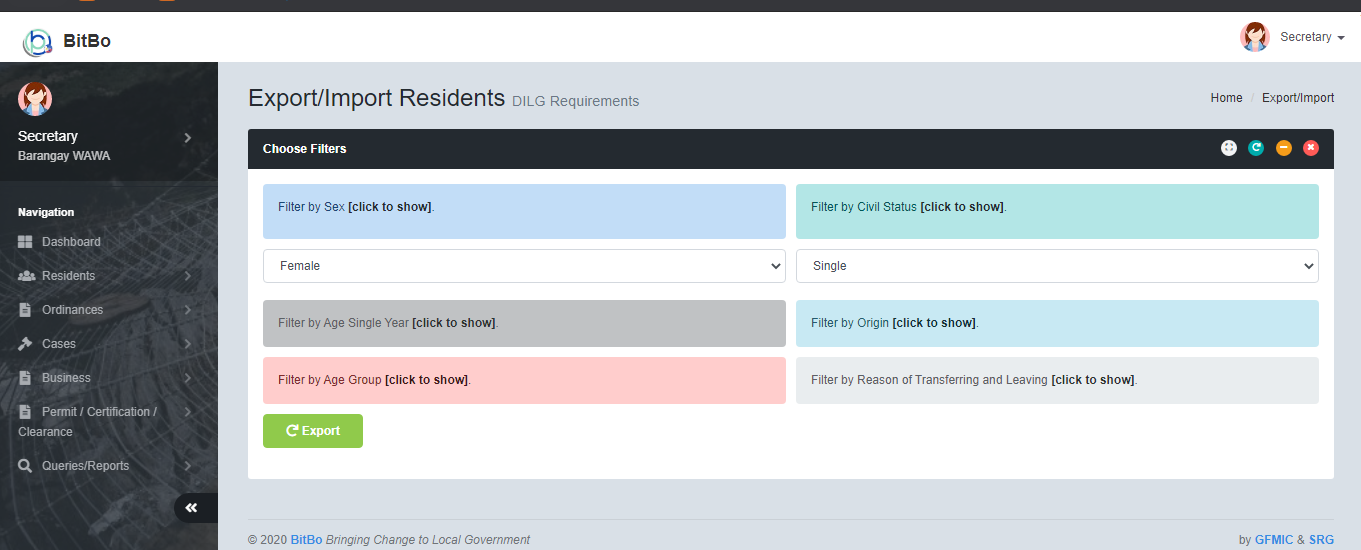 BitBo
Secretary
Secretary
Barangay WAWA
Navigation
Dashboard
Residents
Ordinances
Cases
Business
Permit / Certification /
Clearance
Queries/Reports
Export/Import Residents DILG Requirements
Home / Export/Import
Choose Filters
Filter by Sex [click to show].
Filter by Civil Status [click to show].
Female
Single
Filter by Age Single Year [click to show].
Filter by Origin [click to show].
Filter by Age Group [click to show].
Filter by Reason of Transferring and Leaving [click to show].
Export
© 2020 BitBo Bringing Change to Local Government
by GFMIC & SRG